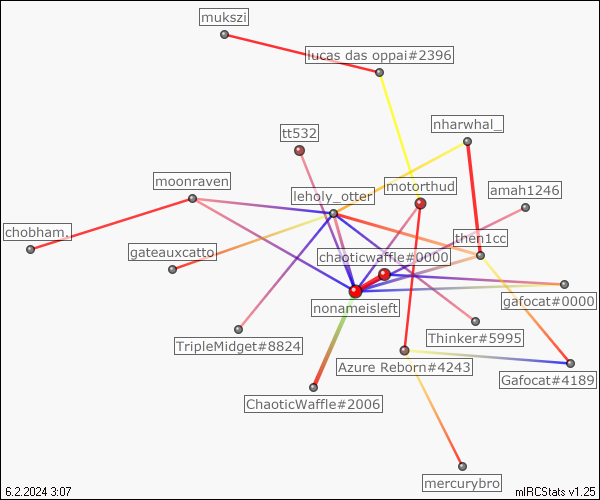 mukszi
lucas das oppai#2396
nharwhal_
tt532
moonraven
motorthud
amah1246
leholy_otter
chobham.
then1cc
gateauxcatto
chaoticwaffle#0000
gafocat#0000
nonameisleft
Thinker#5995
TripleMidget#8824
Azure Reborn#4243
Gafocat#4189
ChaoticWaffle#2006
mercurybro
6.2.2024 3:07
mIRCStats v1.25